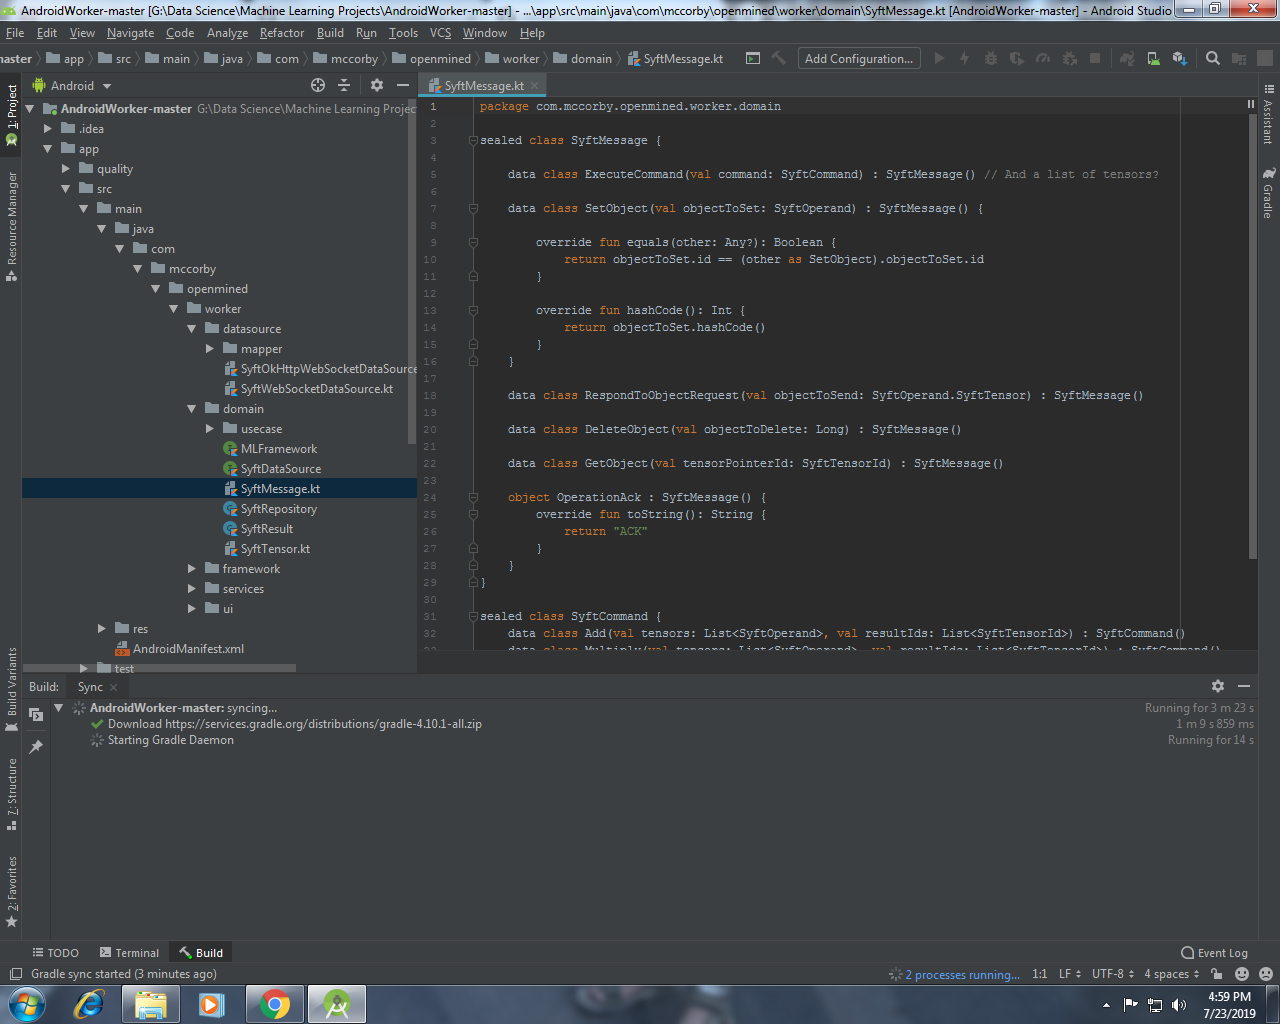 AndroidWorker-master [G:\Data Science\Machine Learning Projects\AndroidWorker-master] - ...\app\src\main\java\com\mccorby\openmined\worker\domain\SyftMessage.kt [AndroidWorker-master] - Android Studio
File Edit View Navigate Code Analyze Refactor Build Run Tools VCS Window Help
naster app src main java com mccorby openmined worker domain SyftMessage.kt Add Configuration...
Android
SyftMessage.kt
1: Project
Resource Manager
Build Variants
7: Structure
2: Favorites
AndroidWorker-master G:\Data Science\Machine Learning Projec
.idea
app
quality
src
main
java
com
mccorby
openmined
worker
datasource
mapper
SyftOkHttpWebSocketDataSource
SyftWebSocketDataSource.kt
domain
usecase
MLFramework
SyftDataSource
SyftMessage.kt
SyftRepository
SyftResult
SyftTensor.kt
framework
services
ui
res
AndroidManifest.xml
test
1 package com.mccorby.openmined.worker.domain
2
3 sealed class SyftMessage {
4
5 data class ExecuteCommand(val command: SyftCommand) : SyftMessage() // And a list of tensors?
6
7 data class SetObject(val objectToSet: SyftOperand) : SyftMessage() {
8
9 override fun equals(other: Any?): Boolean {
10 return objectToSet.id == (other as SetObject).objectToSet.id
11 }
12
13 override fun hashCode(): Int {
14 return objectToSet.hashCode()
15 }
16 }
17
18 data class RespondToObjectRequest(val objectToSend: SyftOperand.SyftTensor) : SyftMessage()
19
20 data class DeleteObject(val objectToDelete: Long) : SyftMessage()
21
22 data class GetObject(val tensorPointerId: SyftTensorId) : SyftMessage()
23
24 object OperationAck : SyftMessage() {
25 override fun toString(): String {
26 return "ACK"
27 }
28 }
29 }
30
31 sealed class SyftCommand {
32 data class Add(val tensors: List<SyftOperand>, val resultIds: List<SyftTensorId>) : SyftCommand()
33 data class Multiply(val tensors: List<SyftOperand>, val resultIds: List<SyftTensorId>) : SyftCommand()
Assistant
Gradle
Build: Sync
AndroidWorker-master: syncing... Running for 3 m 23 s
Download https://services.gradle.org/distributions/gradle-4.10.1-all.zip 1 m 9 s 859 ms
Starting Gradle Daemon Running for 14 s
TODO Terminal Build Event Log
Gradle sync started (3 minutes ago) 2 processes running... 1:1 LF UTF-8 4 spaces
4:59 PM
7/23/2019